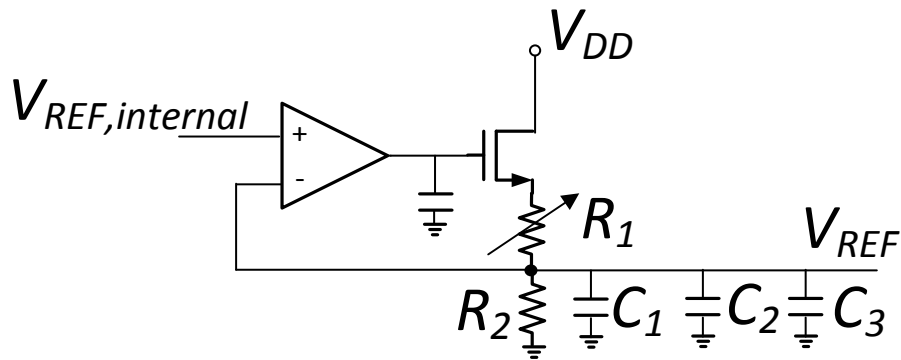 V_DD
V_REF,internal
+
-
R_1
V_REF
R_2
C_1
C_2
C_3